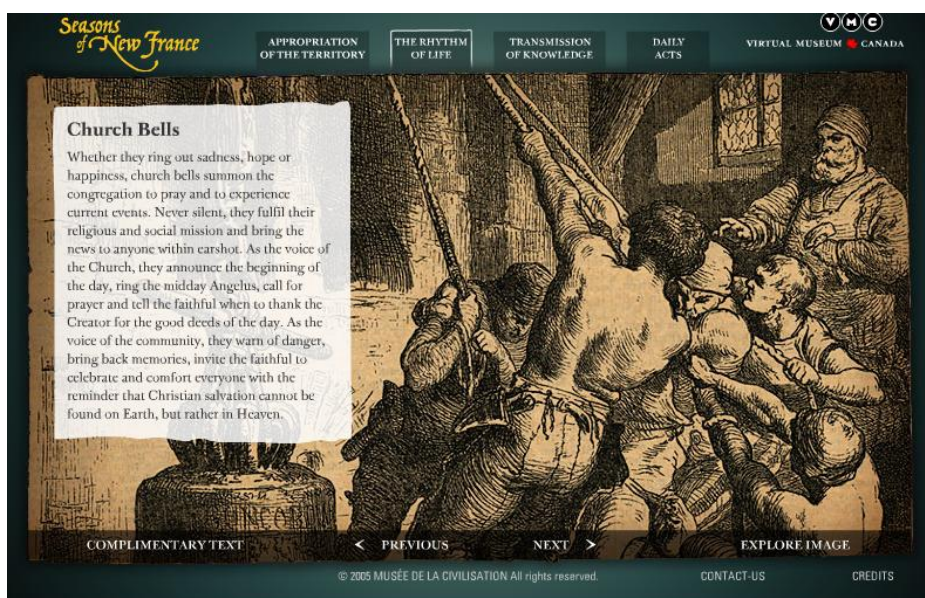 Seasons
of New France
APPROPRIATION
OF THE TERRITORY
THE RHYTHM
OF LIFE
TRANSMISSION
OF KNOWLEDGE
DAILY
ACTS
VMC
VIRTUAL MUSEUM CANADA
Church Bells
Whether they ring out sadness, hope or
happiness, church bells summon the
congregation to pray and to experience
current events. Never silent, they fulfil their
religious and social mission and bring the
news to anyone within earshot. As the voice of
the Church, they announce the beginning of
the day, ring the midday Angelus, call for
prayer and tell the faithful when to thank the
Creator for the good deeds of the day. As the
voice of the community, they warn of danger,
bring back memories, invite the faithful to
celebrate and comfort everyone with the
reminder that Christian salvation cannot be
found on Earth, but rather in Heaven.
COMPLIMENTARY TEXT
< PREVIOUS
NEXT >
EXPLORE IMAGE
© 2005 MUSÉE DE LA CIVILISATION All rights reserved.
CONTACT-US
CREDITS